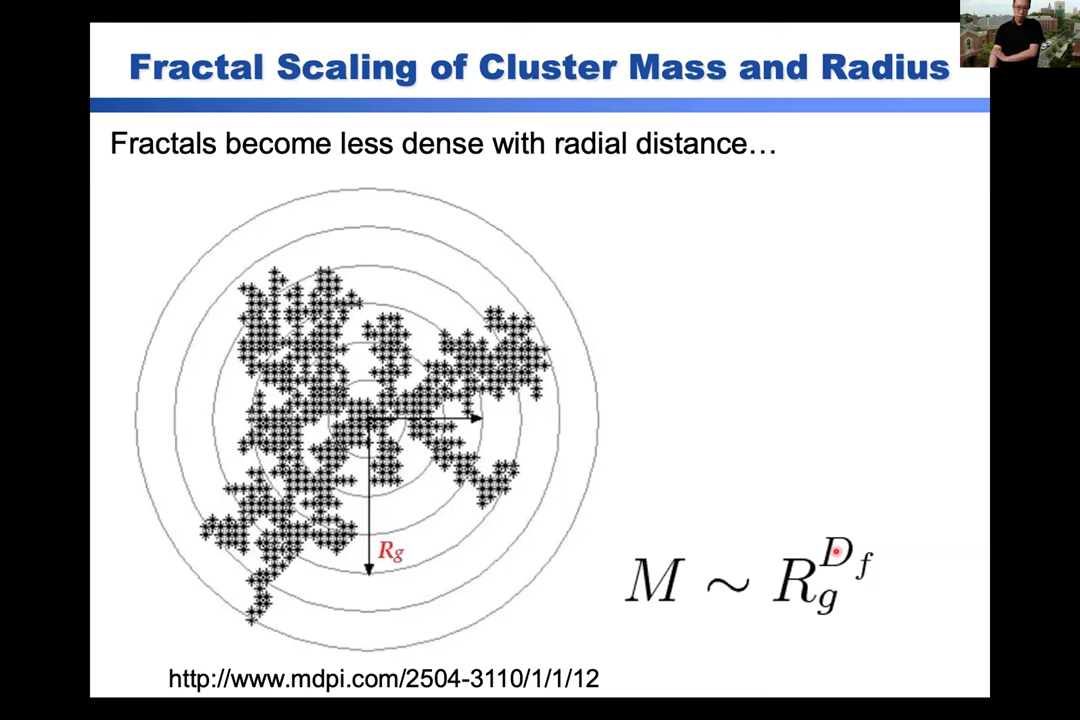 Fractal Scaling of Cluster Mass and Radius
Fractals become less dense with radial distance…
Rg
M ~ Rg^Df
http://www.mdpi.com/2504-3110/1/1/12